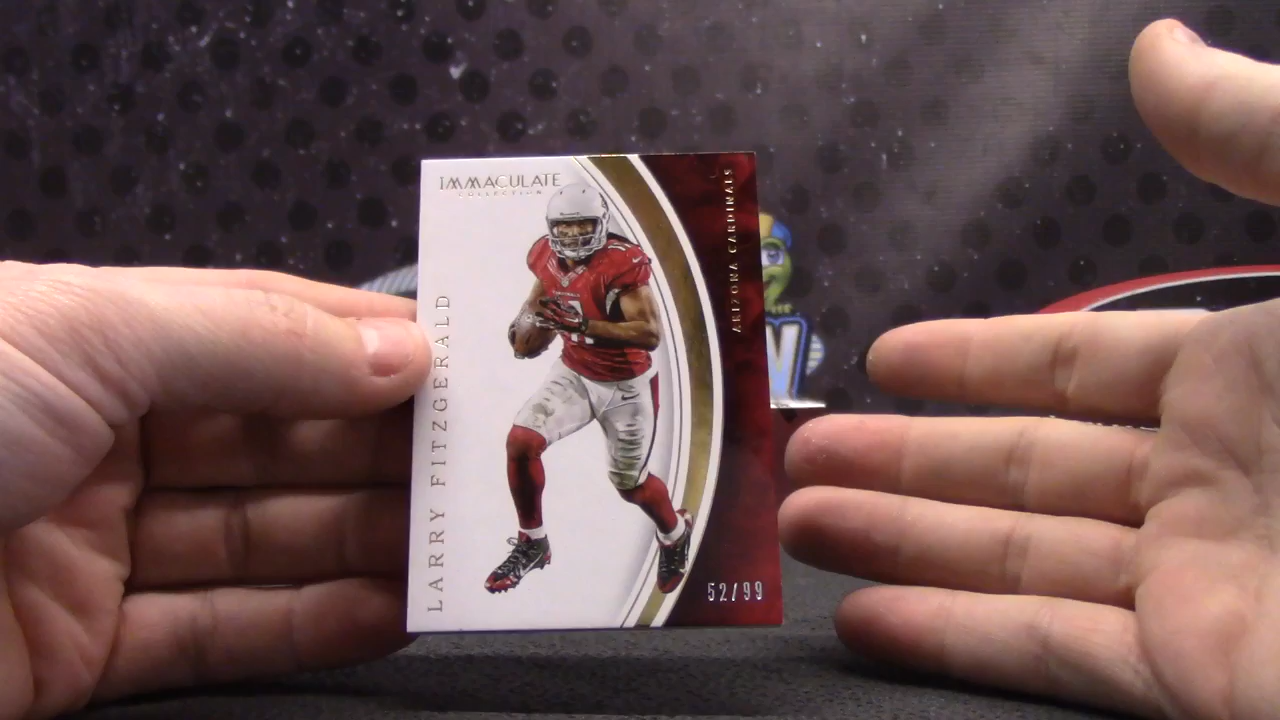 IMMACULATE
COLLECTION
LARRY FITZGERALD
ARIZONA CARDINALS
52/99